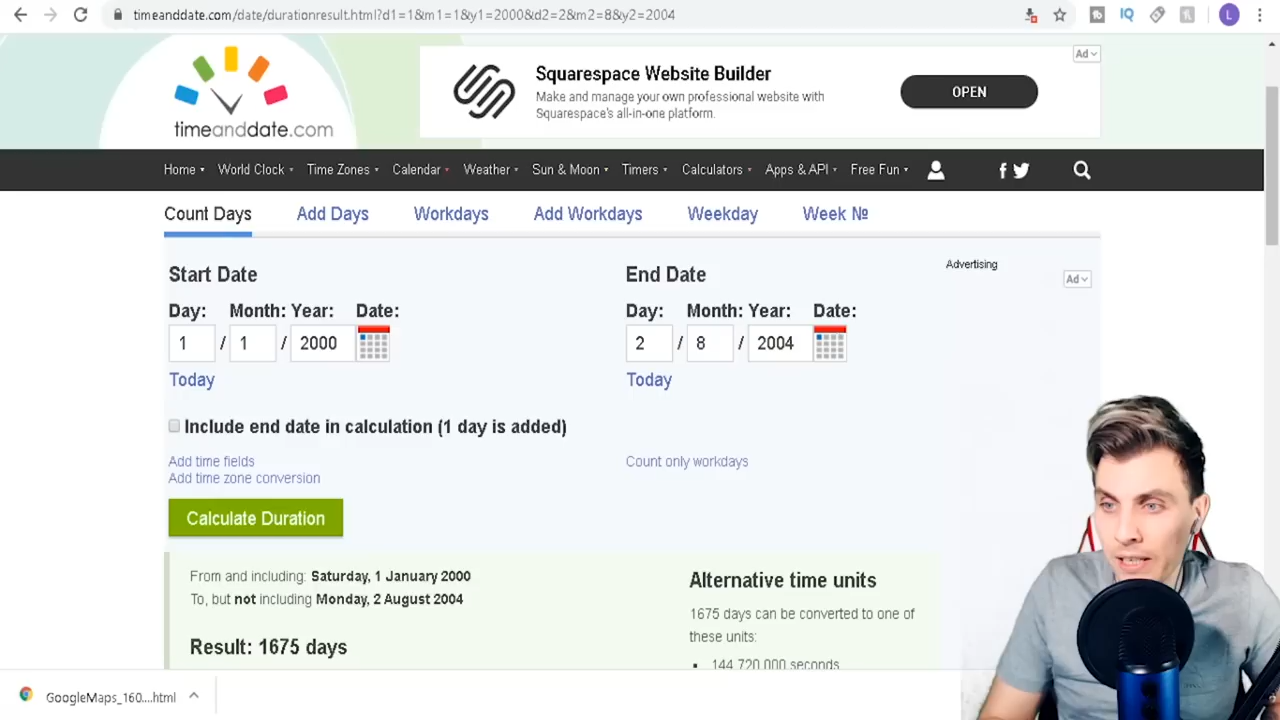 timeanddate.com/date/durationresult.html?d1=1&m1=1&y1=2000&d2=2&m2=8&y2=2004
L
timeanddate.com
Squarespace Website Builder
Make and manage your own professional website with
Squarespace's all-in-one platform.
OPEN
Ad
Home World Clock Time Zones Calendar Weather Sun & Moon Timers Calculators Apps & API Free Fun
Count Days Add Days Workdays Add Workdays Weekday Week №
Start Date
Day: Month: Year: Date:
1 / 1 / 2000
Today
End Date
Day: Month: Year: Date:
2 / 8 / 2004
Today
Advertising
Ad
Include end date in calculation (1 day is added)
Add time fields
Add time zone conversion
Count only workdays
Calculate Duration
From and including: Saturday, 1 January 2000
To, but not including Monday, 2 August 2004
Result: 1675 days
Alternative time units
1675 days can be converted to one of
these units:
144,720,000 seconds
GoogleMaps_160....html